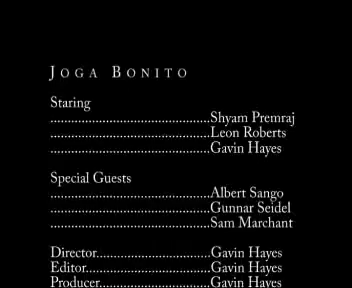 JOGA BONITO
Staring
............................................Shyam Premraj
............................................Leon Roberts
............................................Gavin Hayes
Special Guests
............................................Albert Sango
............................................Gunnar Seidel
............................................Sam Marchant
Director................................Gavin Hayes
Editor...................................Gavin Hayes
Producer...............................Gavin Hayes